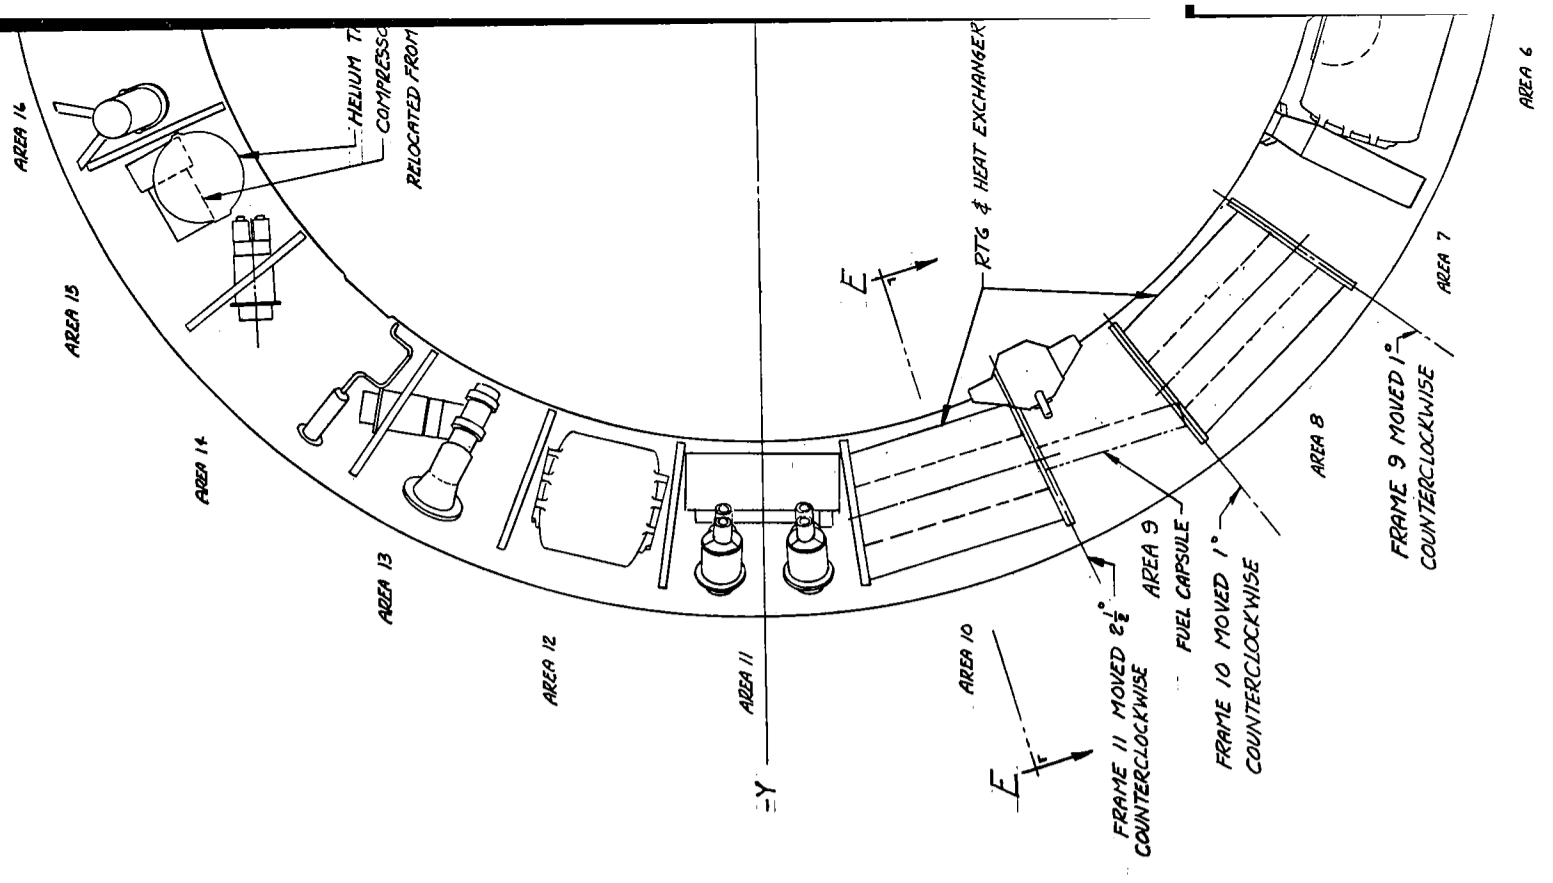 AREA 16
HELIUM T
COMPRESSO
RELOCATED FROM
AREA 15
AREA 14
AREA 13
AREA 12
AREA 11
-Y
RTG & HEAT EXCHANGER
E
E
AREA 10
AREA 9
FUEL CAPSULE
FRAME 11 MOVED 2½°
COUNTERCLOCKWISE
FRAME 10 MOVED 1°
COUNTERCLOCKWISE
AREA 8
FRAME 9 MOVED 1°
COUNTERCLOCKWISE
AREA 7
AREA 6